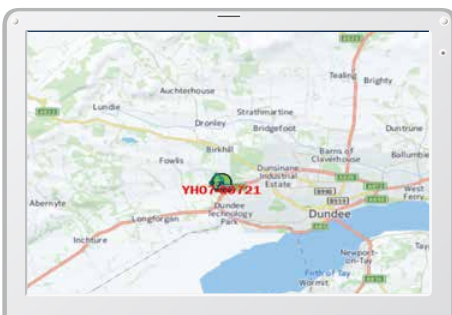 Tealing
Brighty
Auchterhouse
Lundie
Strathmartine
Dronley
Bridgefoot
Duntrune
Birkhill
Barns of
Claverhouse
Ballumbie
Fowlis
Dunsinane
Industrial
Estate
West
Ferry
Abernyte
Longforgan
Dundee
Technology
Park
Dundee
Inchture
Newport-
on-Tay
Tay
Firth of Tay
Wormit